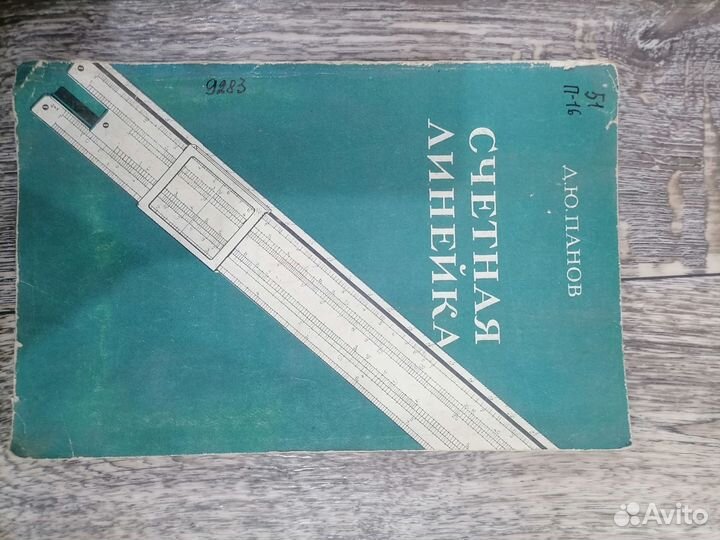 9283
51
П-16
Д.Ю.ПАНОВ
СЧЕТНАЯ
ЛИНЕЙКА
Avito